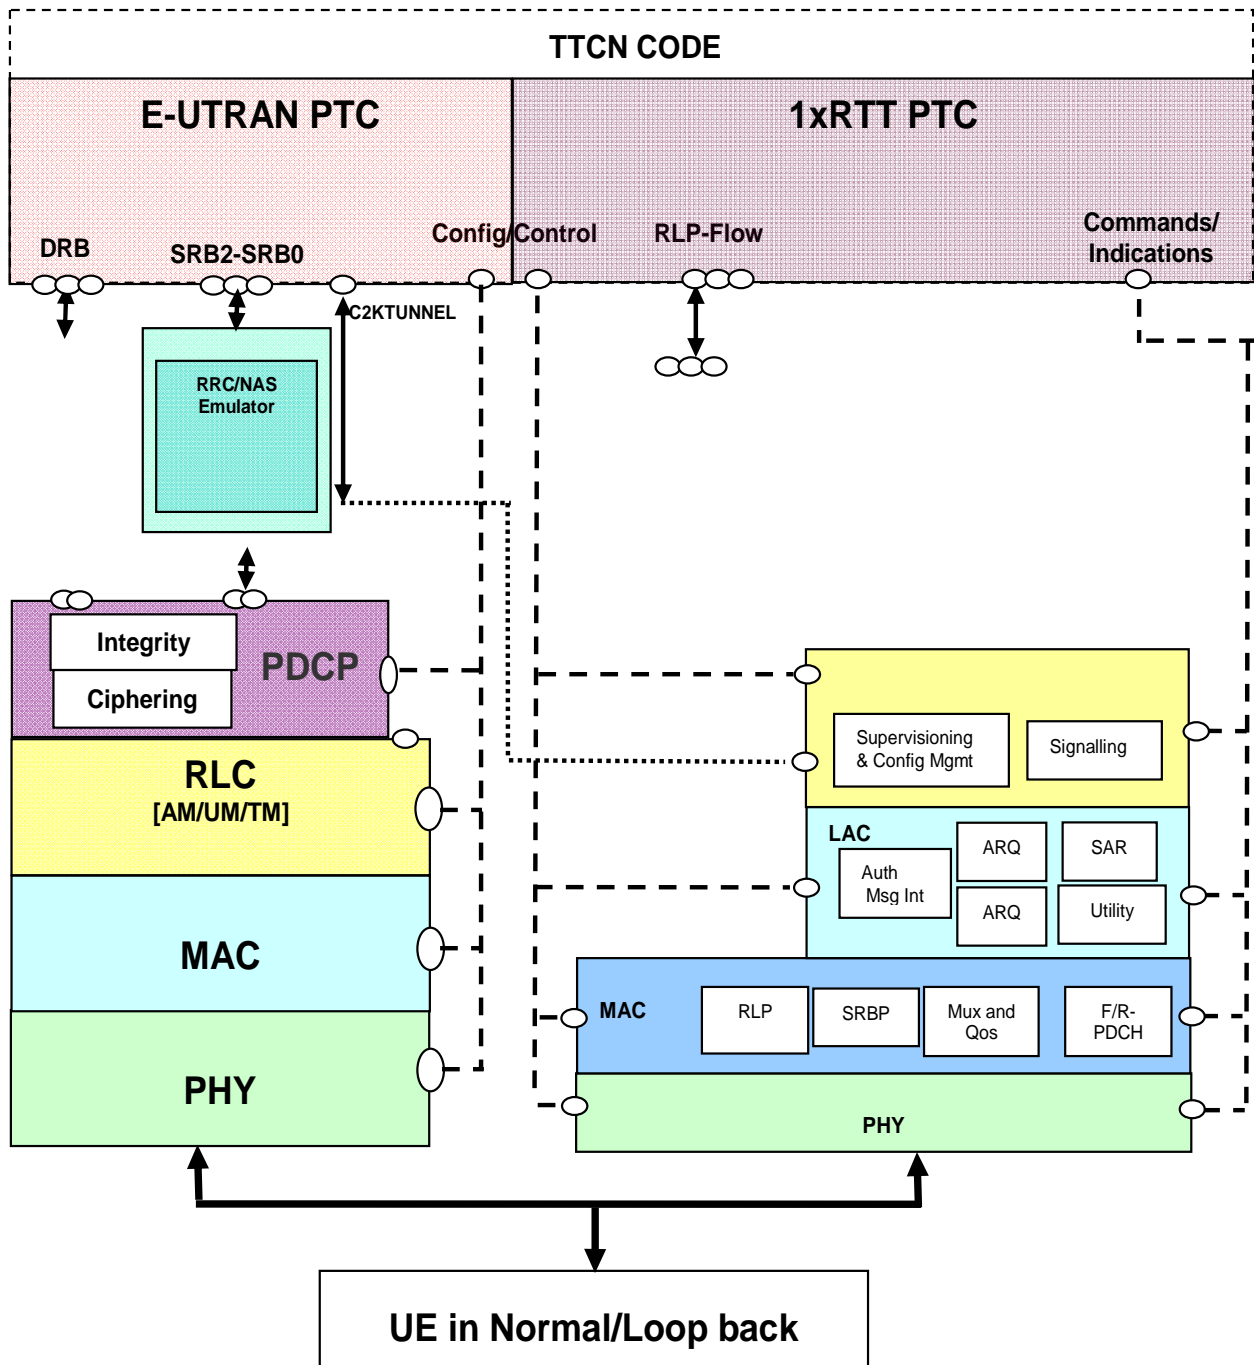 TTCN CODE
E-UTRAN PTC
1xRTT PTC
DRB
SRB2-SRB0
Config/Control
RLP-Flow
Commands/
Indications
C2KTUNNEL
RRC/NAS
Emulator
Integrity
Ciphering
PDCP
RLC
[AM/UM/TM]
MAC
PHY
Supervisioning
& Config Mgmt
Signalling
LAC
Auth
Msg Int
ARQ
SAR
ARQ
Utility
MAC
RLP
SRBP
Mux and
Qos
F/R-
PDCH
PHY
UE in Normal/Loop back